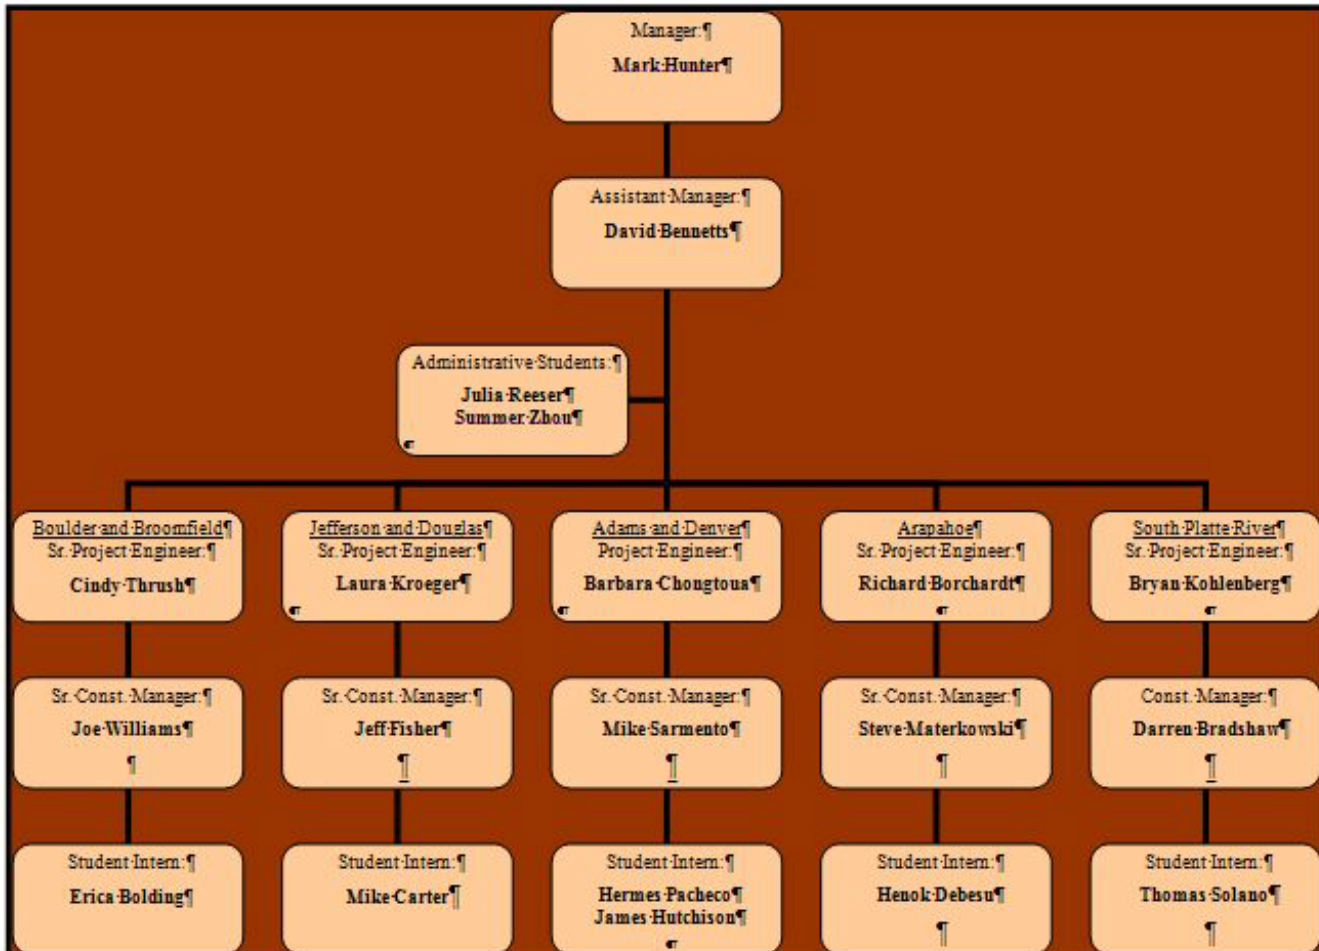 Manager:¶
Mark·Hunter¶
Assistant·Manager:¶
David·Bennetts¶
Administrative·Students:¶
Julia·Reeser¶
Summer·Zhou¶
¶
Boulder·and·Broomfield¶
Sr.·Project·Engineer:¶
Cindy·Thrush¶
Jefferson·and·Douglas¶
Sr.·Project·Engineer:¶
Laura·Kroeger¶
¶
Adams·and·Denver¶
Project·Engineer:¶
Barbara·Chongtoua¶
¶
Arapahoe¶
Sr.·Project·Engineer:¶
Richard·Borchardt¶
¶
South·Platte·River¶
Sr.·Project·Engineer:¶
Bryan·Kohlenberg¶
¶
Sr.·Const.·Manager:¶
Joe·Williams¶
¶
Sr.·Const.·Manager:¶
Jeff·Fisher¶
¶
Sr.·Const.·Manager:¶
Mike·Sarmento¶
¶
Sr.·Const.·Manager:¶
Steve·Materkowski¶
¶
Const.·Manager:¶
Darren·Bradshaw¶
¶
Student·Intern:¶
Erica·Bolding¶
Student·Intern:¶
Mike·Carter¶
Student·Intern:¶
Hermes·Pacheco¶
James·Hutchison¶
¶
Student·Intern:¶
Henok·Debesu¶
¶
Student·Intern:¶
Thomas·Solano¶
¶